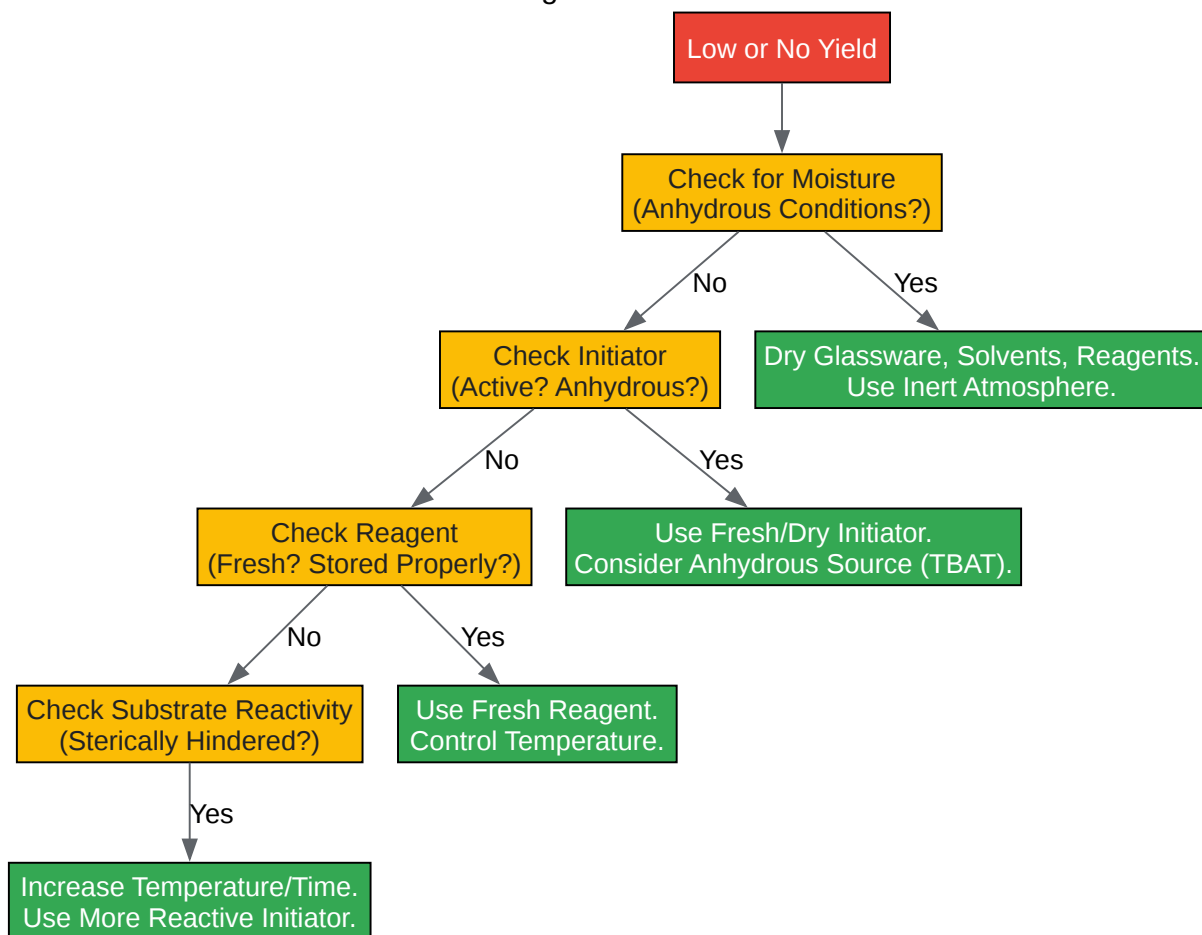 Low or No Yield
Check for Moisture
(Anhydrous Conditions?)
No
Yes
Check Initiator
(Active? Anhydrous?)
Dry Glassware, Solvents, Reagents.
Use Inert Atmosphere.
No
Yes
Check Reagent
(Fresh? Stored Properly?)
Use Fresh/Dry Initiator.
Consider Anhydrous Source (TBAT).
No
Yes
Check Substrate Reactivity
(Sterically Hindered?)
Use Fresh Reagent.
Control Temperature.
Yes
Increase Temperature/Time.
Use More Reactive Initiator.